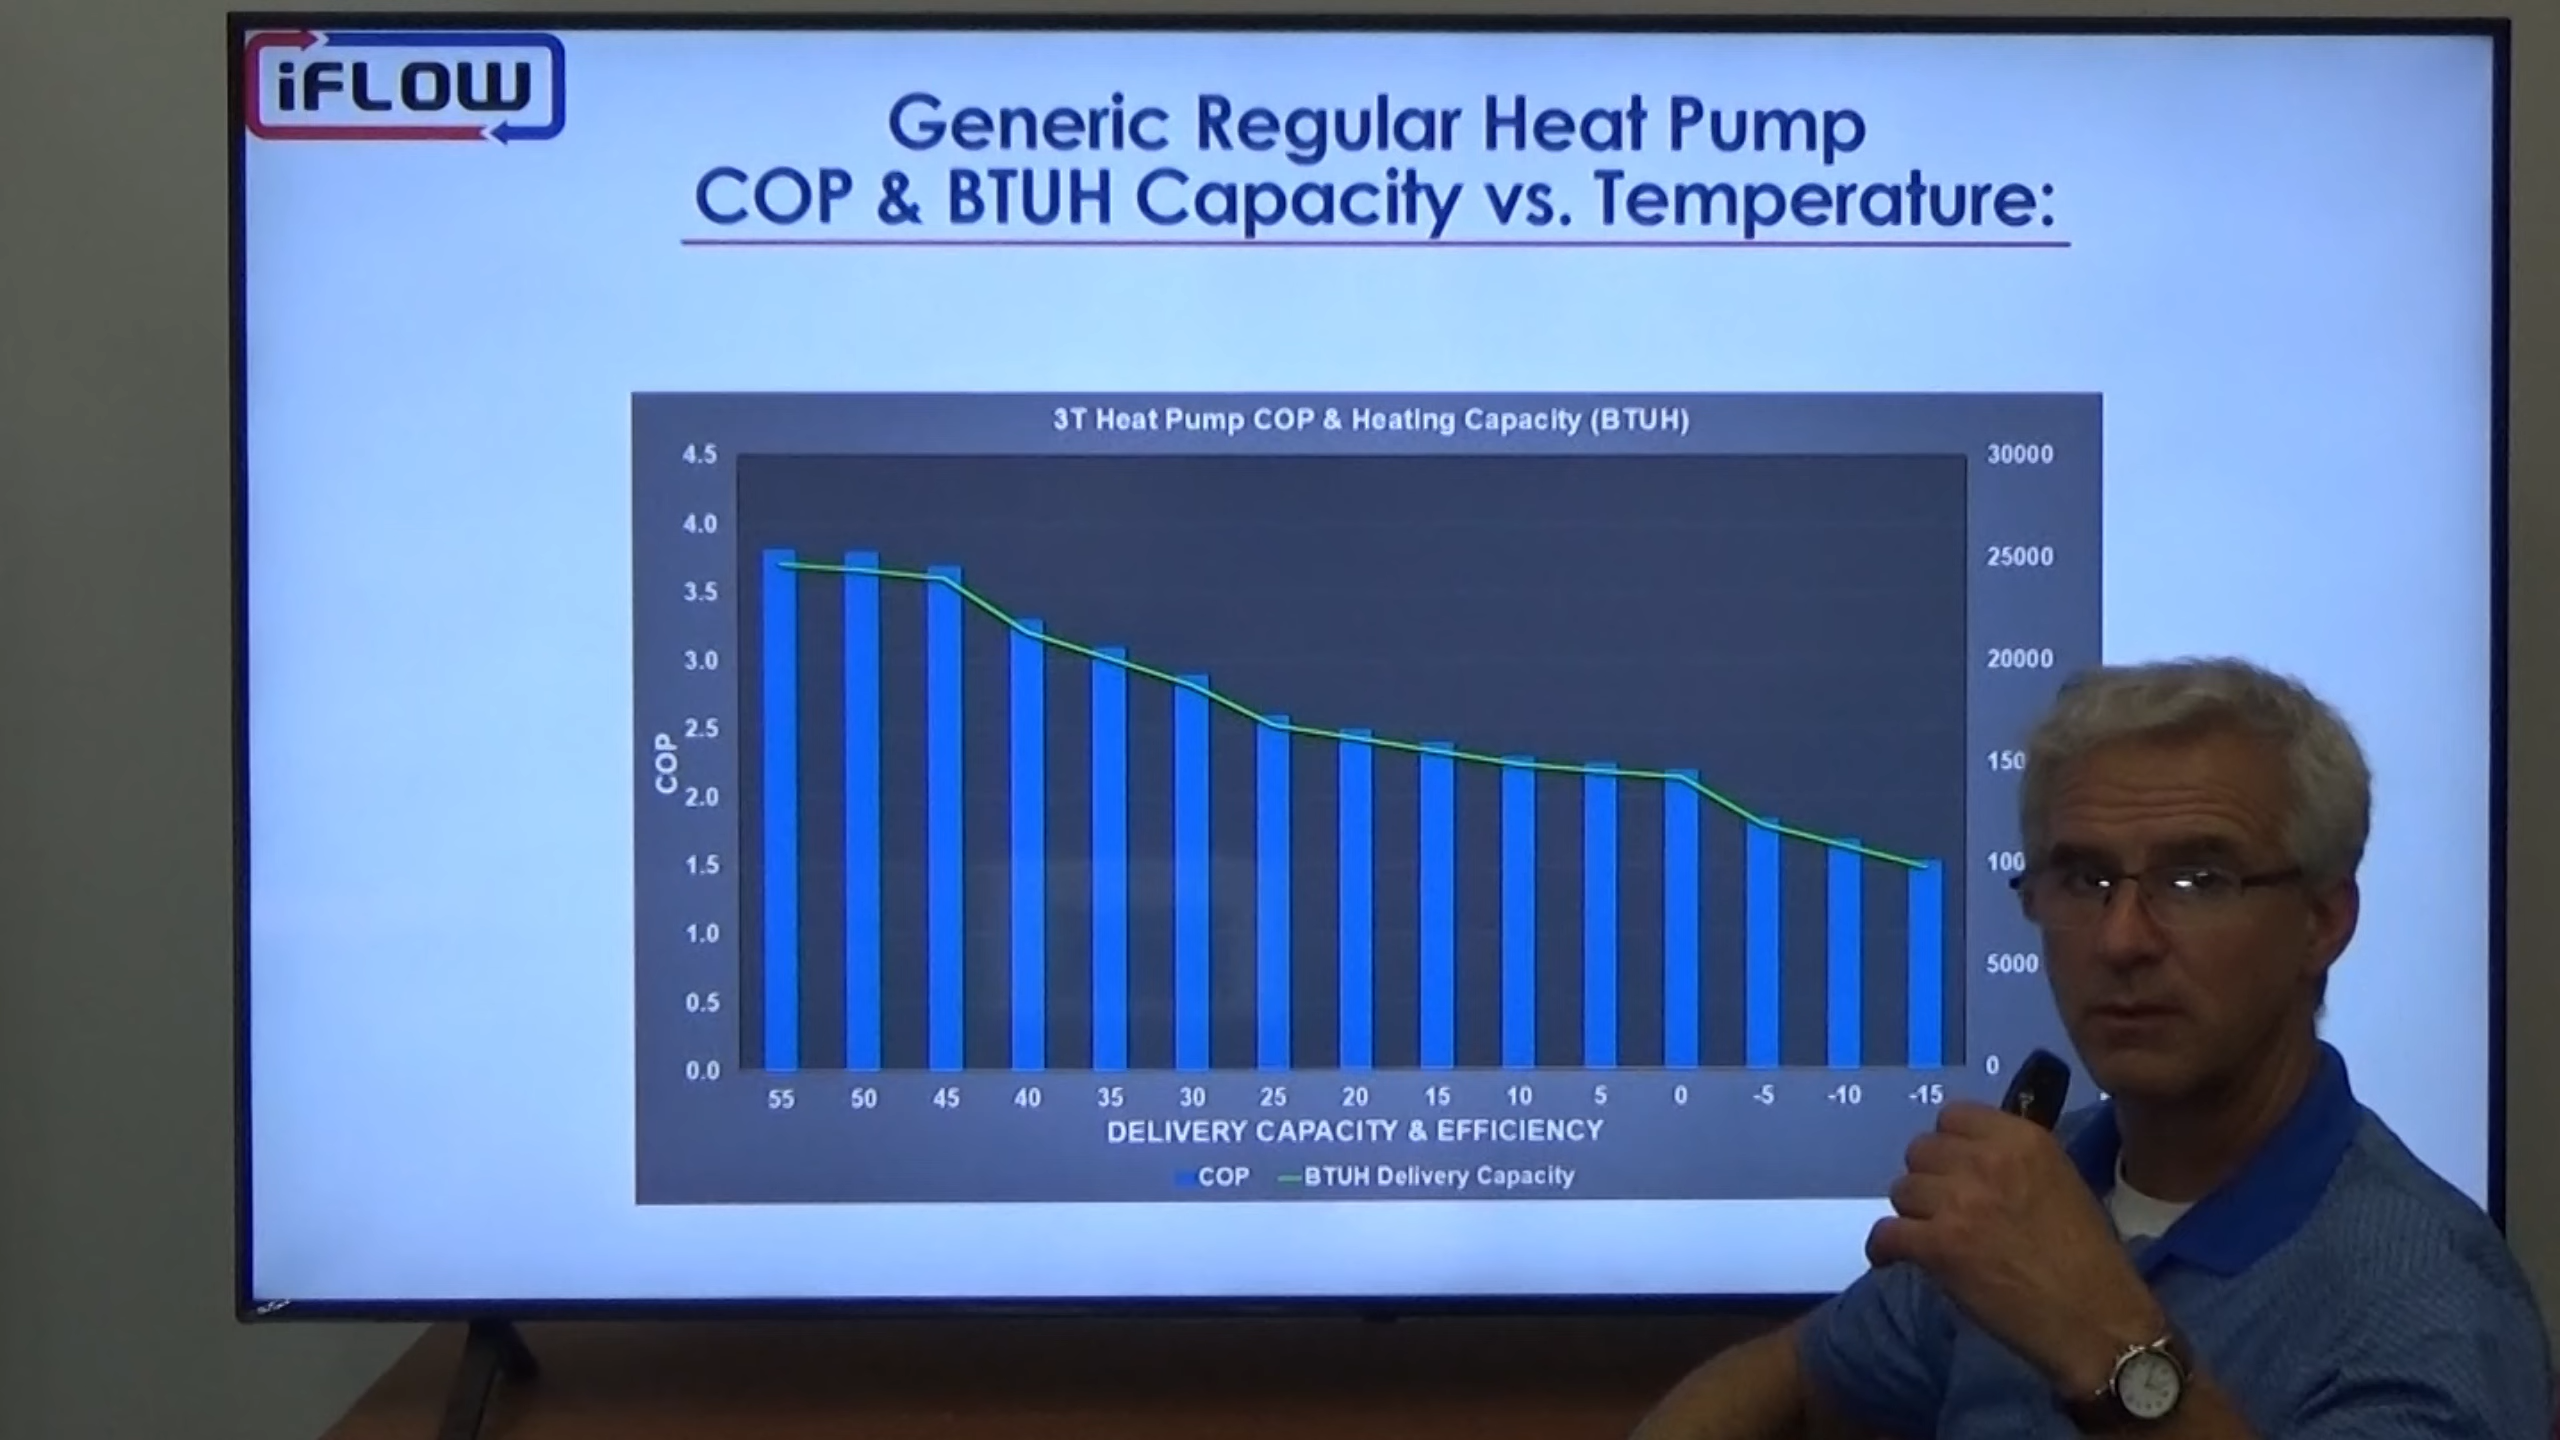 iFLOW
Generic Regular Heat Pump
COP & BTUH Capacity vs. Temperature:
3T Heat Pump COP & Heating Capacity (BTUH)
4.5
4.0
3.5
3.0
2.5
2.0
1.5
1.0
0.5
0.0
COP
30000
25000
20000
150
100
5000
0
55 50 45 40 35 30 25 20 15 10 5 0 -5 -10 -15
DELIVERY CAPACITY & EFFICIENCY
COP BTUH Delivery Capacity